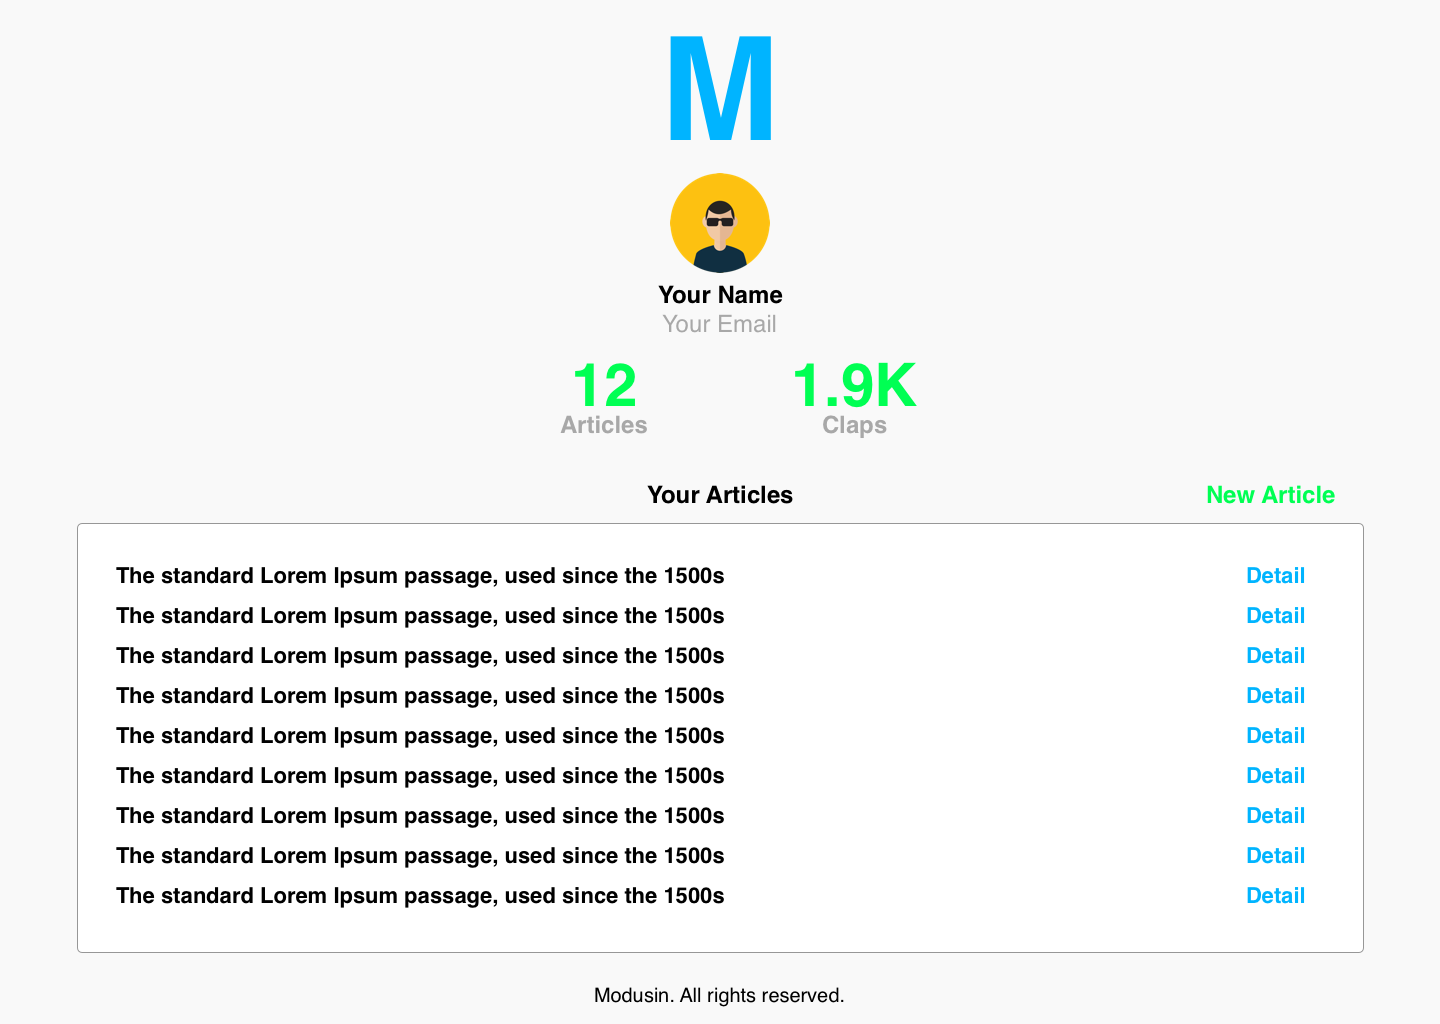 M
Your Name
Your Email
12 1.9K
Articles Claps
Your Articles New Article
The standard Lorem Ipsum passage, used since the 1500s Detail
The standard Lorem Ipsum passage, used since the 1500s Detail
The standard Lorem Ipsum passage, used since the 1500s Detail
The standard Lorem Ipsum passage, used since the 1500s Detail
The standard Lorem Ipsum passage, used since the 1500s Detail
The standard Lorem Ipsum passage, used since the 1500s Detail
The standard Lorem Ipsum passage, used since the 1500s Detail
The standard Lorem Ipsum passage, used since the 1500s Detail
The standard Lorem Ipsum passage, used since the 1500s Detail
Modusin. All rights reserved.